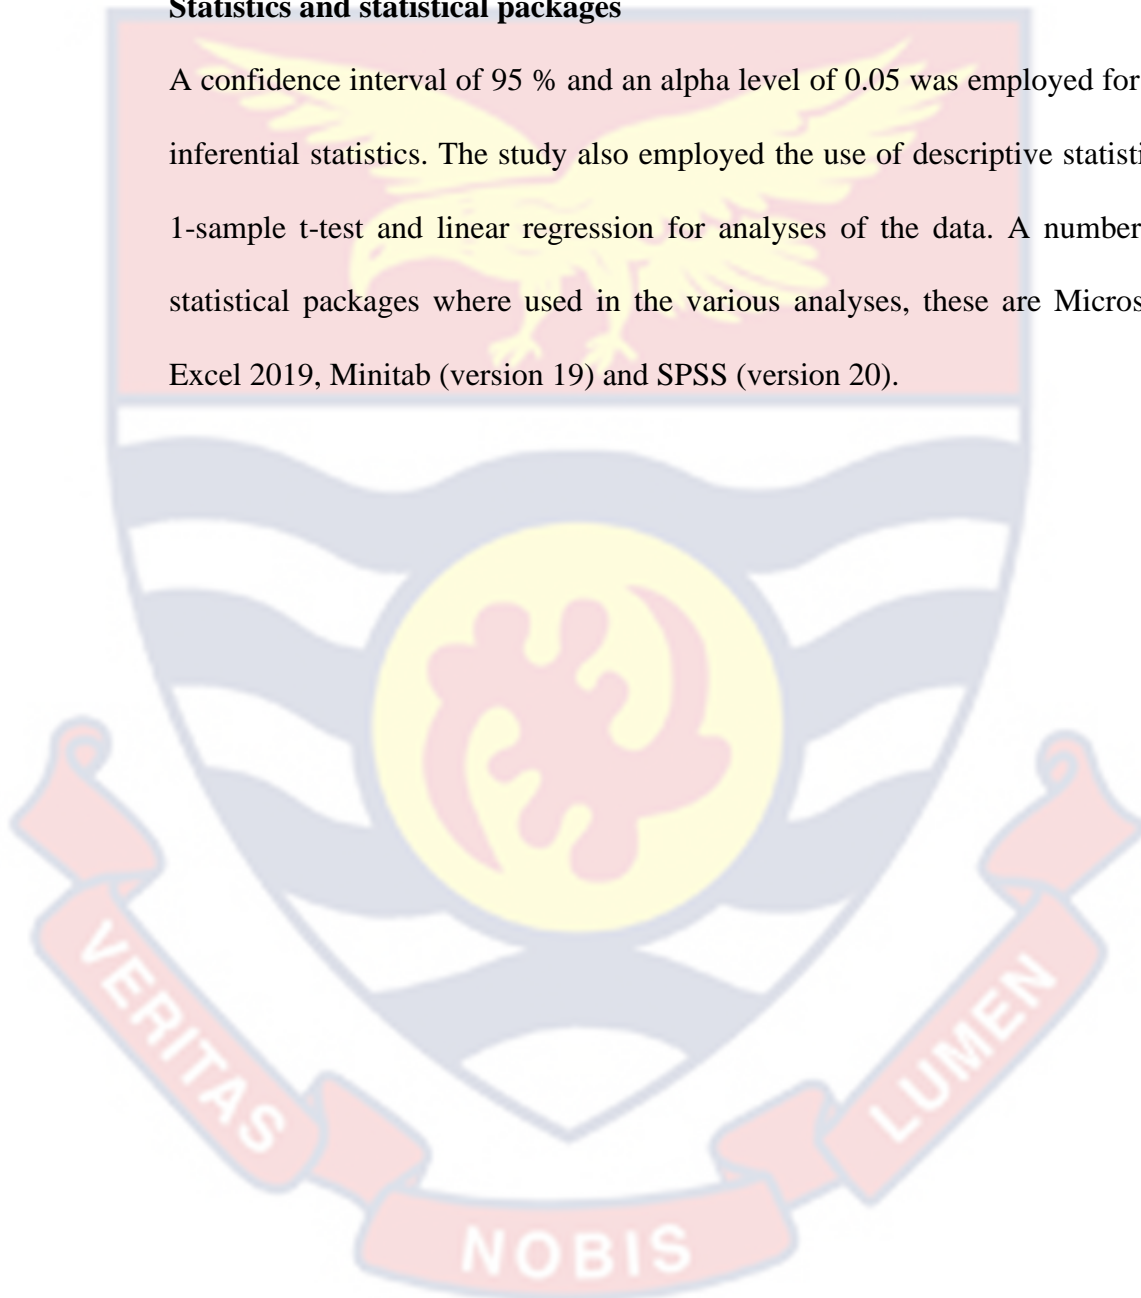 Statistics and statistical packages
A confidence interval of 95 % and an alpha level of 0.05 was employed for
inferential statistics. The study also employed the use of descriptive
1-sample t-test and linear regression for analyses of the data. A number
statistical packages where used in the various analyses, these are
Excel 2019, Minitab (version 19) and SPSS (version 20).
VERITAS
NOBIS
LUMEN